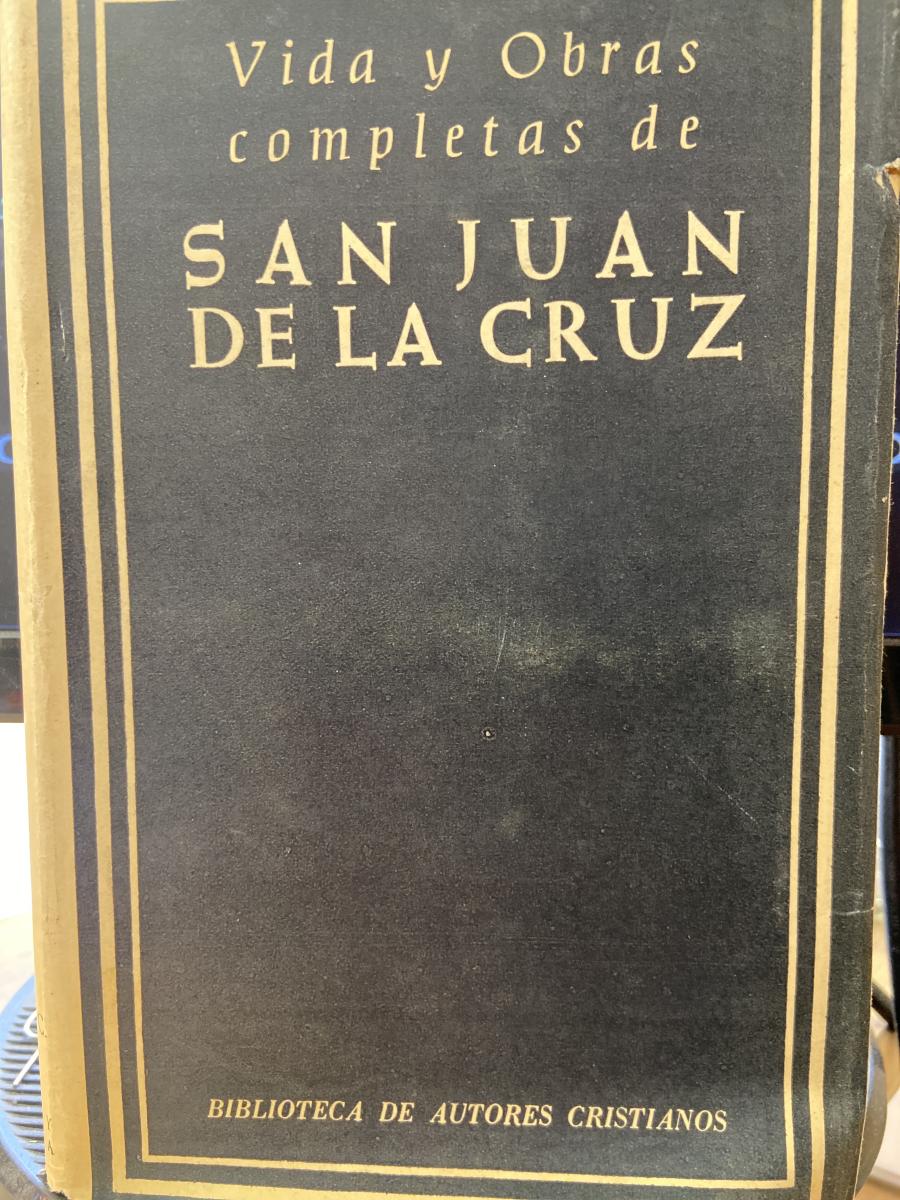 Vida y Obras
completas de
SAN JUAN
DE LA CRUZ
BIBLIOTECA DE AUTORES CRISTIANOS